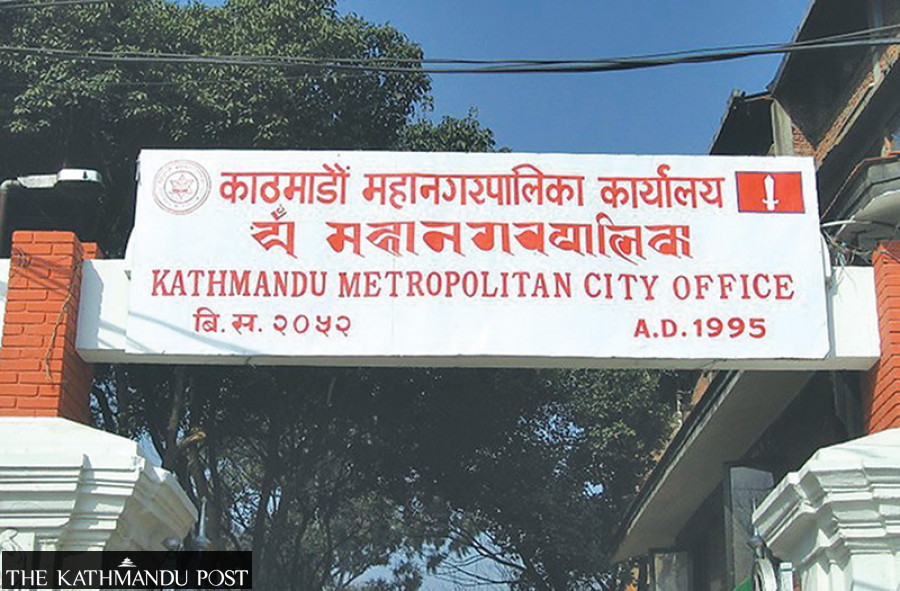 काठमाडौं महानगरपालिका कार्यालय
KATHMANDU METROPOLITAN CITY OFFICE
बि.स. २०५२
A.D. 1995
THE KATHMANDU POST